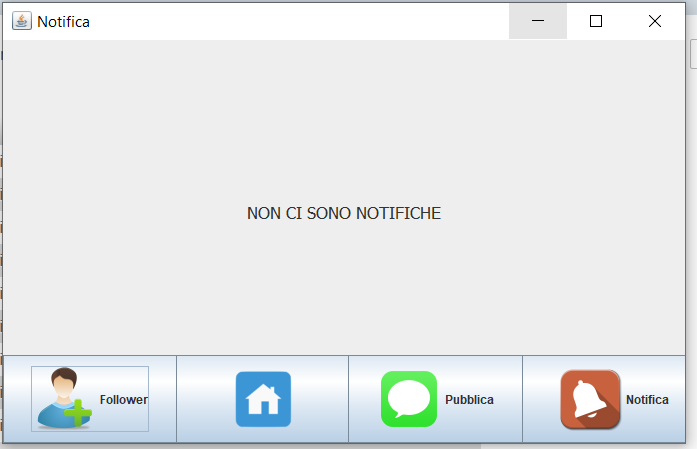 Notifica
NON CI SONO NOTIFICHE
Follower
Pubblica
Notifica